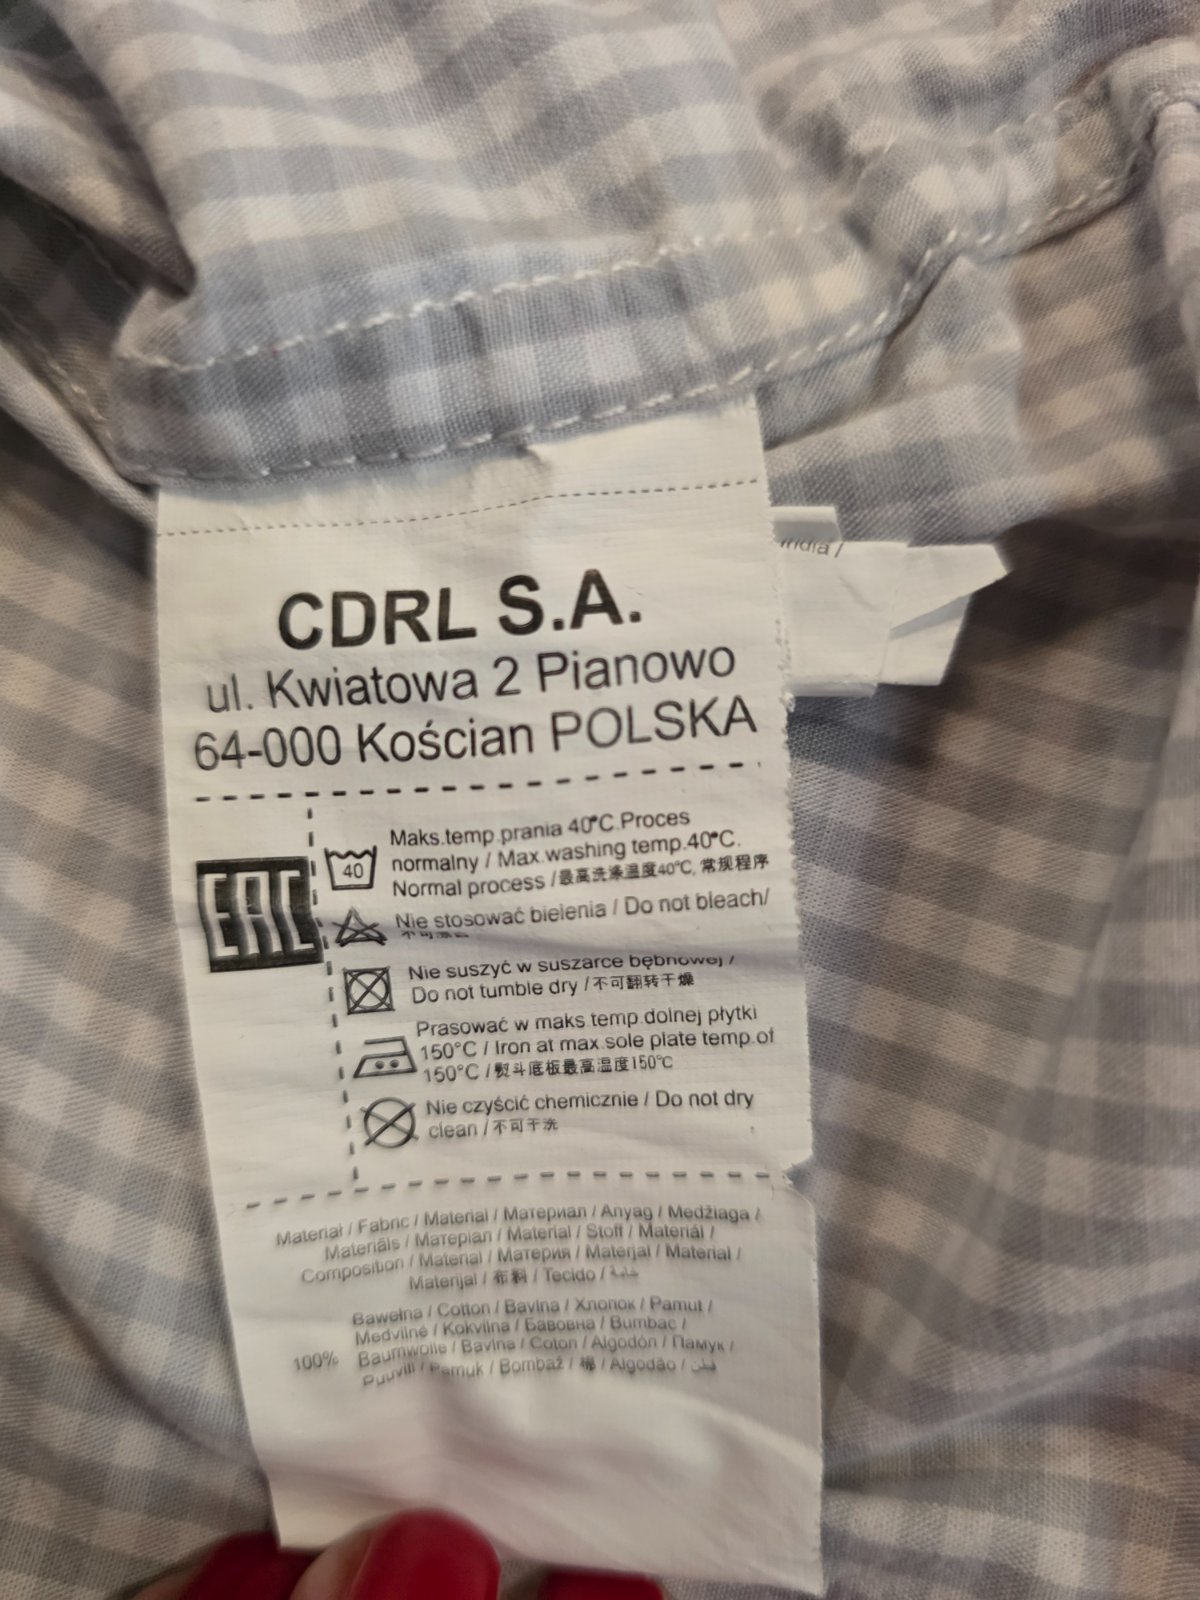 CDRL S.A.
ul. Kwiatowa 2 Pianowo
64-000 Kościan POLSKA
India /
EAC
40
Maks.temp.prania 40°C.Proces
normalny / Max.washing temp.40°C.
Normal process /最高洗涤温度40℃, 常规程序
Nie stosować bielenia / Do not bleach/
Nie suszyć w suszarce bębnowej /
Do not tumble dry /不可翻转干燥
Prasować w maks.temp.dolnej płytki
150°C / Iron at max.sole plate temp.of
150°C /熨斗底板最高温度150℃
Nie czyścić chemicznie / Do not dry
clean /不可干洗
Materiał / Fabric / Material / Материал / Anyag / Medžiaga /
Materiāls / Матеріал / Material / Stoff / Materiál /
Composition / Material / Материя / Materjal / Material /
Materijal / 布料 / Tecido / خامة
Bawełna / Cotton / Bavlna / Хлопок / Pamut /
Medvilnė / Kokvilna / Бавовна / Bumbac /
100% Baumwolle / Bavlna / Coton / Algodón / Памук /
Puuvill / Pamuk / Bombaž / 棉 / Algodão / قطن